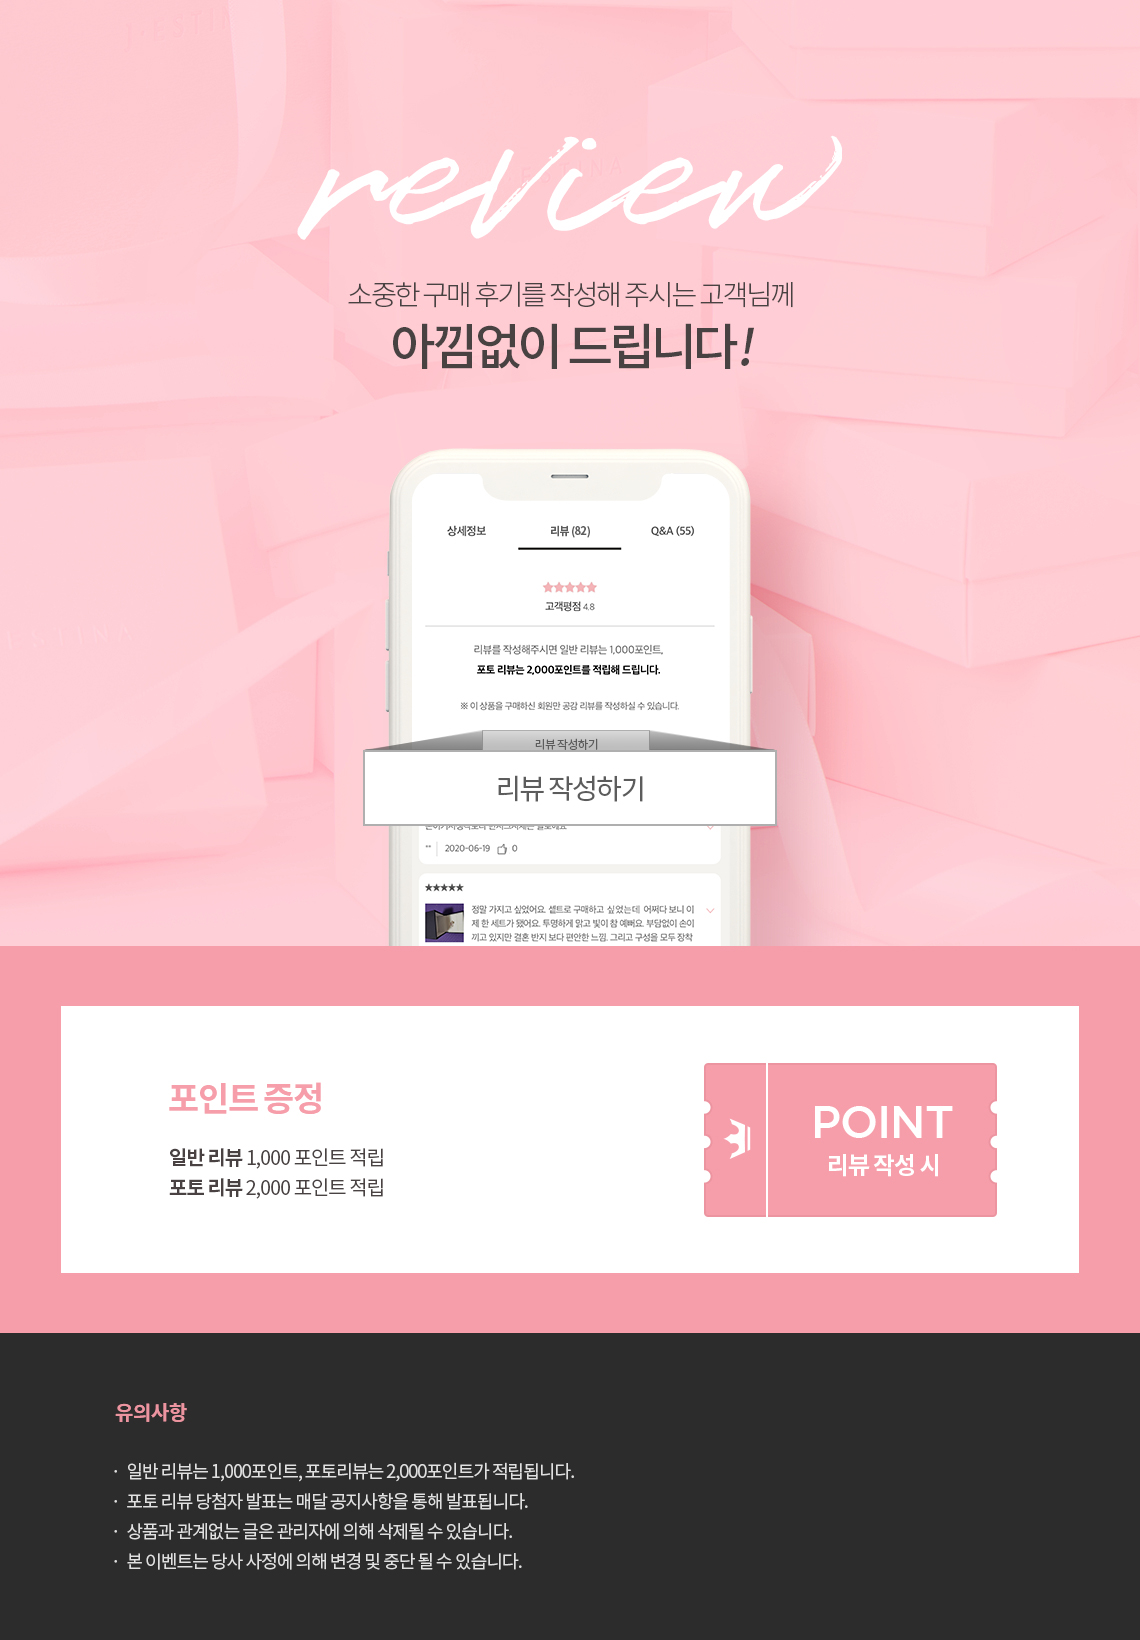 J.ESTINA
review
ESTINA
소중한 구매 후기를 작성해 주시는 고객님께
아낌없이 드립니다!
상세정보 리뷰 (82) Q&A (55)
고객평점 4.8
ESTINA
리뷰를 작성해주시면 일반 리뷰는 1,000포인트,
포토 리뷰는 2,000포인트를 적립해 드립니다.
※ 이 상품을 구매하신 회원만 공감 리뷰를 작성하실 수 있습니다.
리뷰 작성하기
리뷰 작성하기
** 2020-06-19 0
★★★★★
정말 가지고 싶었어요. 셑트로 구매하고 싶었는데 어쩌다 보니 이
제 한 세트가 됐어요. 투명하게 맑고 빛이 참 예뻐요. 부담없이 손이
끼고 있지만 결혼 반지 보다 편안한 느낌. 그리고 구성을 모두 장착
포인트 증정
일반 리뷰 1,000 포인트 적립
포토 리뷰 2,000 포인트 적립
POINT
리뷰 작성 시
유의사항
· 일반 리뷰는 1,000포인트, 포토리뷰는 2,000포인트가 적립됩니다.
· 포토 리뷰 당첨자 발표는 매달 공지사항을 통해 발표됩니다.
· 상품과 관계없는 글은 관리자에 의해 삭제될 수 있습니다.
· 본 이벤트는 당사 사정에 의해 변경 및 중단 될 수 있습니다.